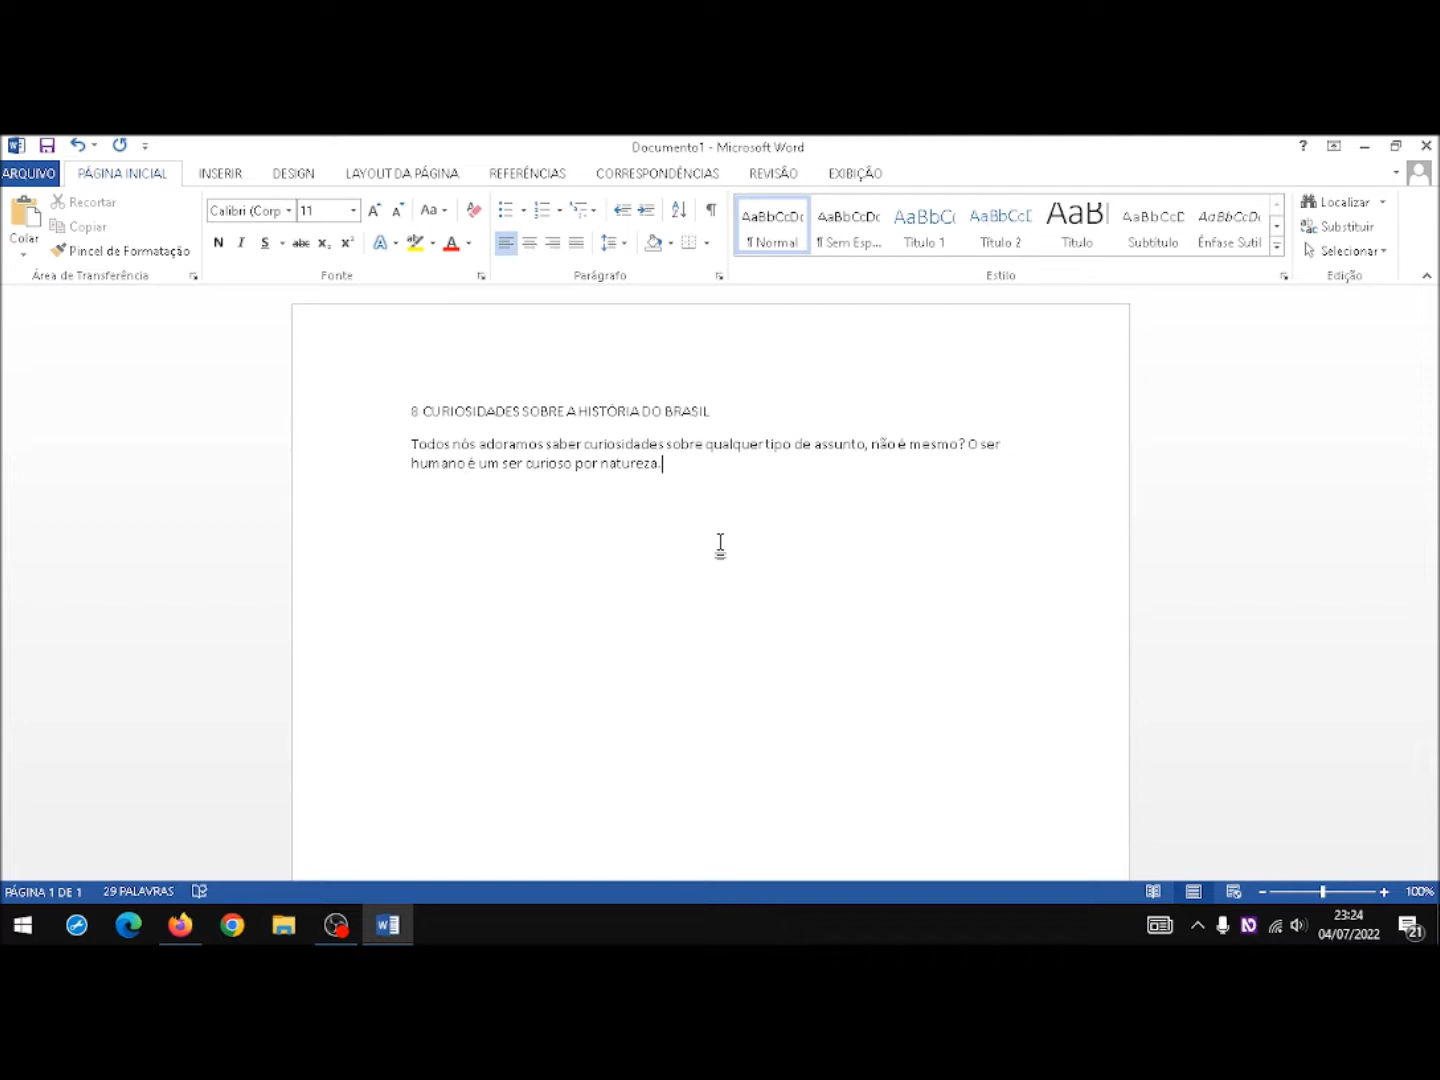 Documento1 - Microsoft Word
ARQUIVO PÁGINA INICIAL INSERIR DESIGN LAYOUT DA PÁGINA REFERÊNCIAS CORRESPONDÊNCIAS REVISÃO EXIBIÇÃO
Colar
Recortar
Copiar
Pincel de Formatação
Área de Transferência
Calibri (Corp 11
Fonte
Parágrafo
AaBbCcDc AaBbCcDc AaBbC AaBbCcD AaB AaBbCcD AaBbCcDc
¶ Normal ¶ Sem Esp... Título 1 Título 2 Título Subtítulo Ênfase Sutil
Estilo
Localizar
Substituir
Selecionar
Edição
8 CURIOSIDADES SOBRE A HISTÓRIA DO BRASIL
Todos nós adoramos saber curiosidades sobre qualquer tipo de assunto, não é mesmo? O ser
humano é um ser curioso por natureza.
PÁGINA 1 DE 1 29 PALAVRAS 100%
23:24
04/07/2022
21